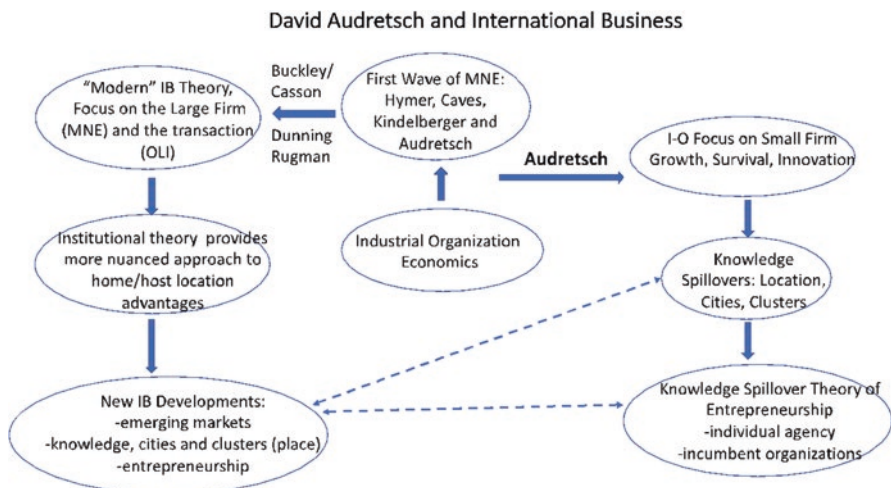 David Audretsch and International Business
“Modern” IB Theory,
Focus on the Large Firm
(MNE) and the transaction
(OLI)
Buckley/
Casson
Dunning
Rugman
First Wave of MNE:
Hymer, Caves,
Kindelberger and
Audretsch
Audretsch
I-O Focus on Small Firm
Growth, Survival, Innovation
Institutional theory provides
more nuanced approach to
home/host location
advantages
Industrial Organization
Economics
Knowledge
Spillovers: Location,
Cities, Clusters
New IB Developments:
-emerging markets
-knowledge, cities and clusters (place)
-entrepreneurship
Knowledge Spillover Theory of
Entrepreneurship
-individual agency
-incumbent organizations